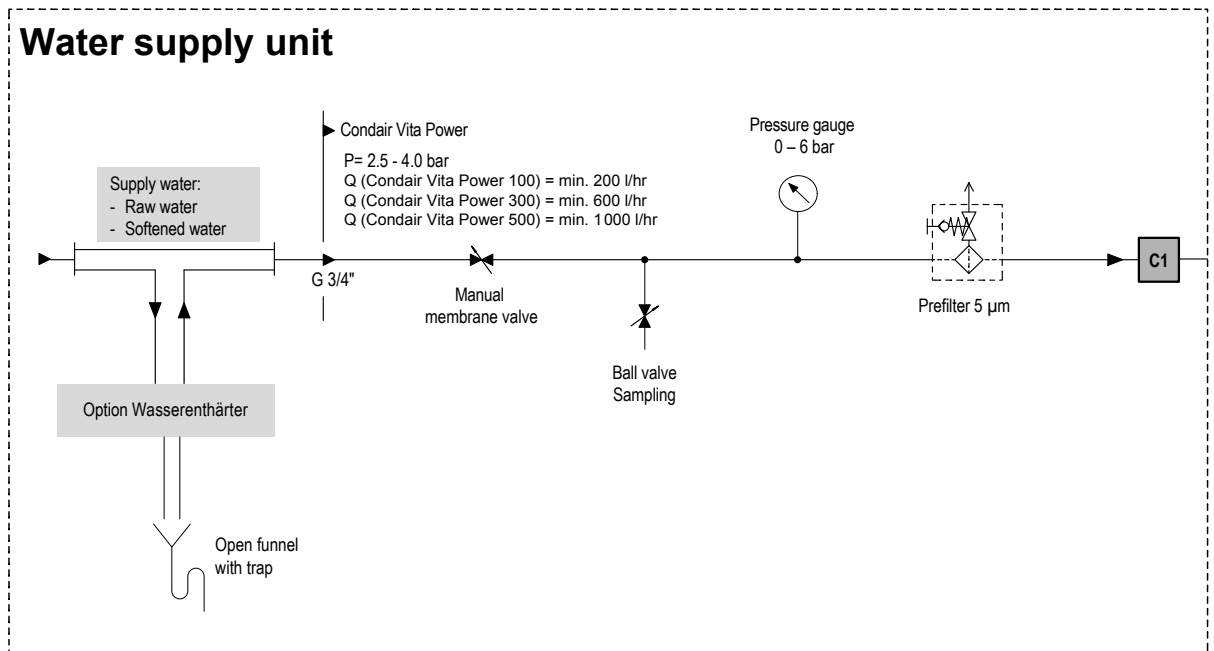 Water supply unit
Condair Vita Power
P= 2.5 - 4.0 bar
Q (Condair Vita Power 100) = min. 200 l/hr
Q (Condair Vita Power 300) = min. 600 l/hr
Q (Condair Vita Power 500) = min. 1000 l/hr
Pressure gauge
0 – 6 bar
Supply water:
- Raw water
- Softened water
G 3/4"
Manual
membrane valve
Ball valve
Sampling
Prefilter 5 µm
C1
Option Wasserenthärter
Open funnel
with trap